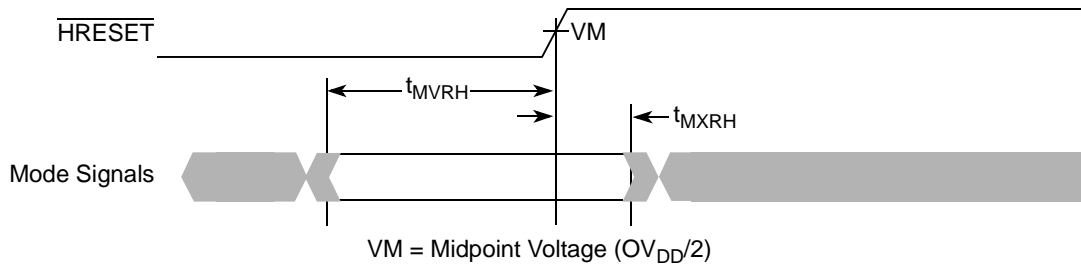 HRESET
VM
tMVRH
tMXRH
Mode Signals
VM = Midpoint Voltage (OVDD/2)